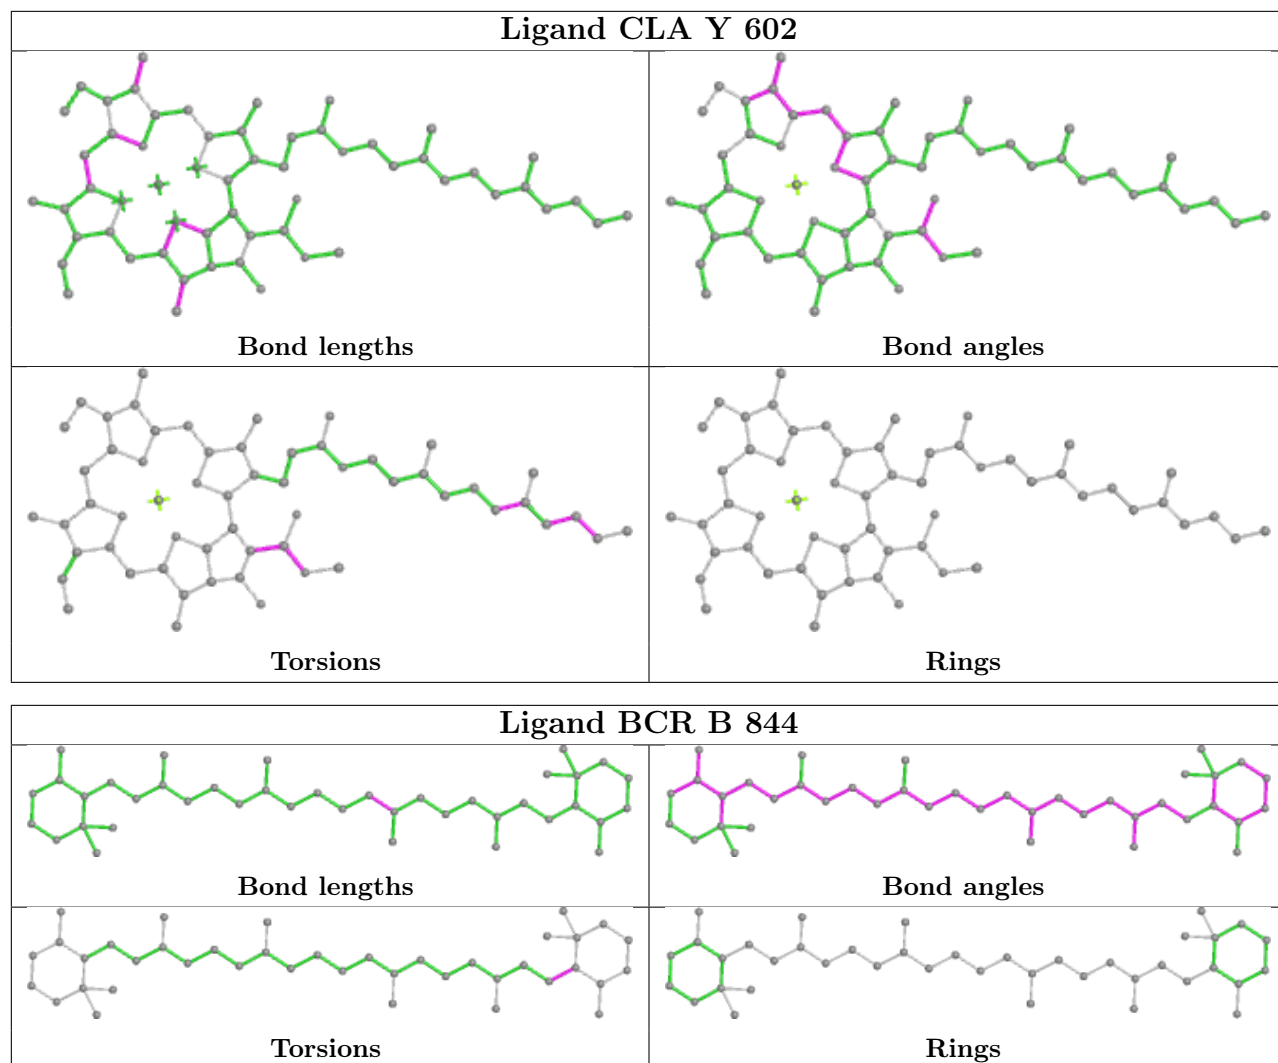 Ligand CLA Y 602
Bond lengths
Bond angles
Torsions
Rings
Ligand BCR B 844
Bond lengths
Bond angles
Torsions
Rings